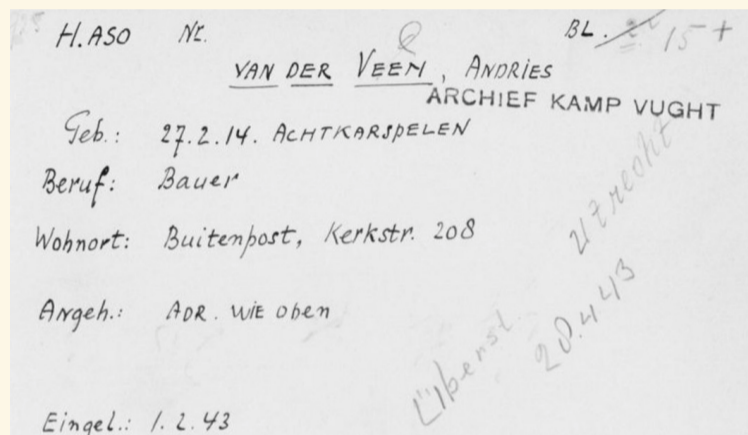 H. ASO Nr. BL. 15 +
VAN DER VEEN, ANDRIES
ARCHIEF KAMP VUGHT
Geb.: 27.2.14. ACHTKARSPELEN
Beruf: Bauer
Wohnort: Buitenpost, Kerkstr. 208
Angeh.: ADR. WIE oben
Überst. Utrecht
20.4.43
Eingel.: 1.2.43